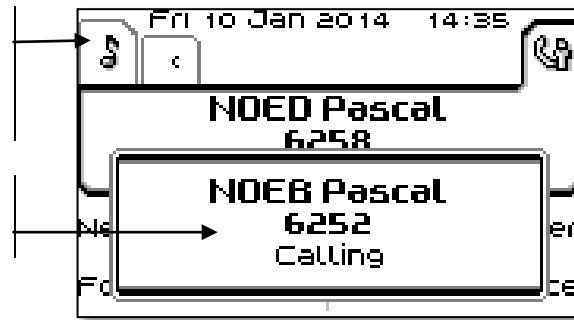 Fri 10 Jan 2014 14:35
NOED Pascal
6258
NOEB Pascal
6252
Calling